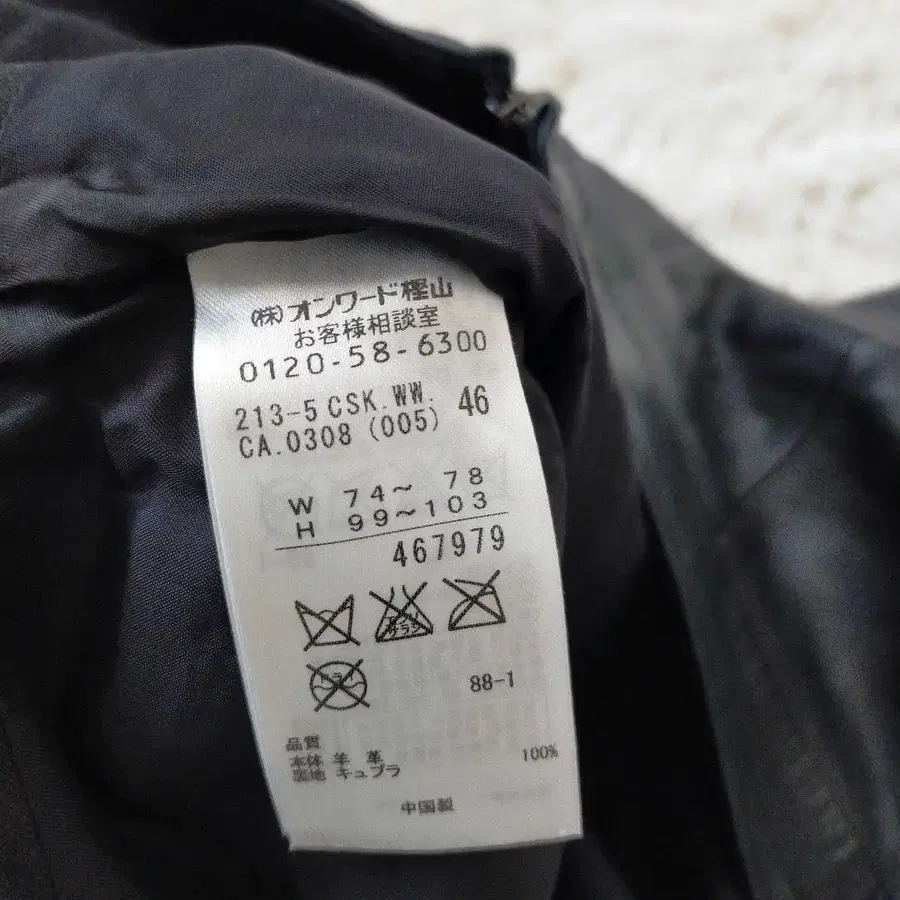 (株)オンワード樫山
お客様相談室
0120-58-6300
213-5 CSK.WW. 46
CA.0308 (005)
W 74～ 78
H 99～103
467979
88-1
品質
本体 羊 革
裏地 キュプラ 100%
中国製